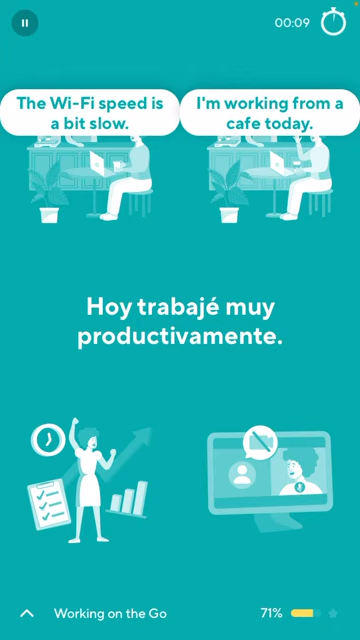 00:09
The Wi-Fi speed is
a bit slow.
I'm working from a
cafe today.
Hoy trabajé muy
productivamente.
Working on the Go
71%